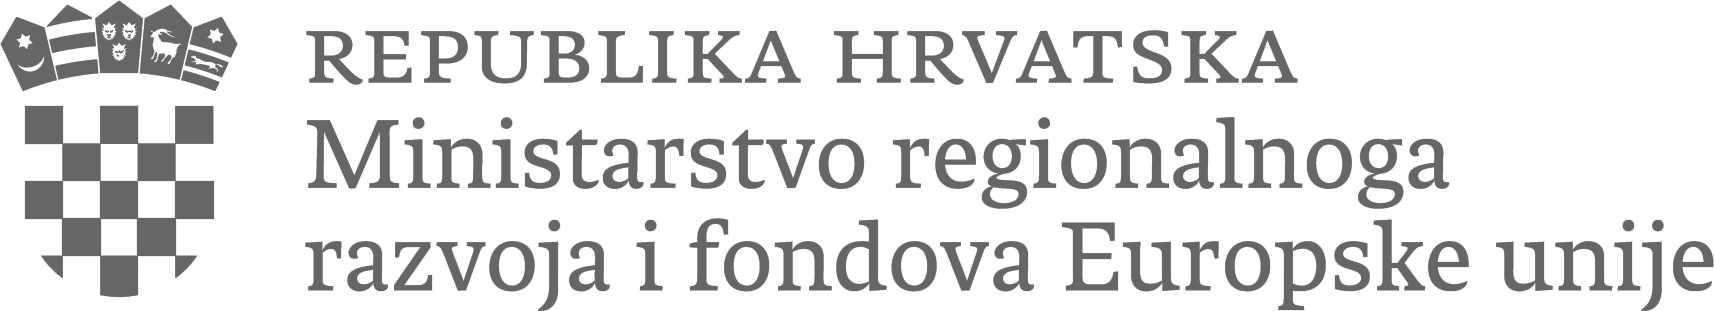 REPUBLIKA HRVATSKA
Ministarstvo regionalnoga
razvoja i fondova Europske unije